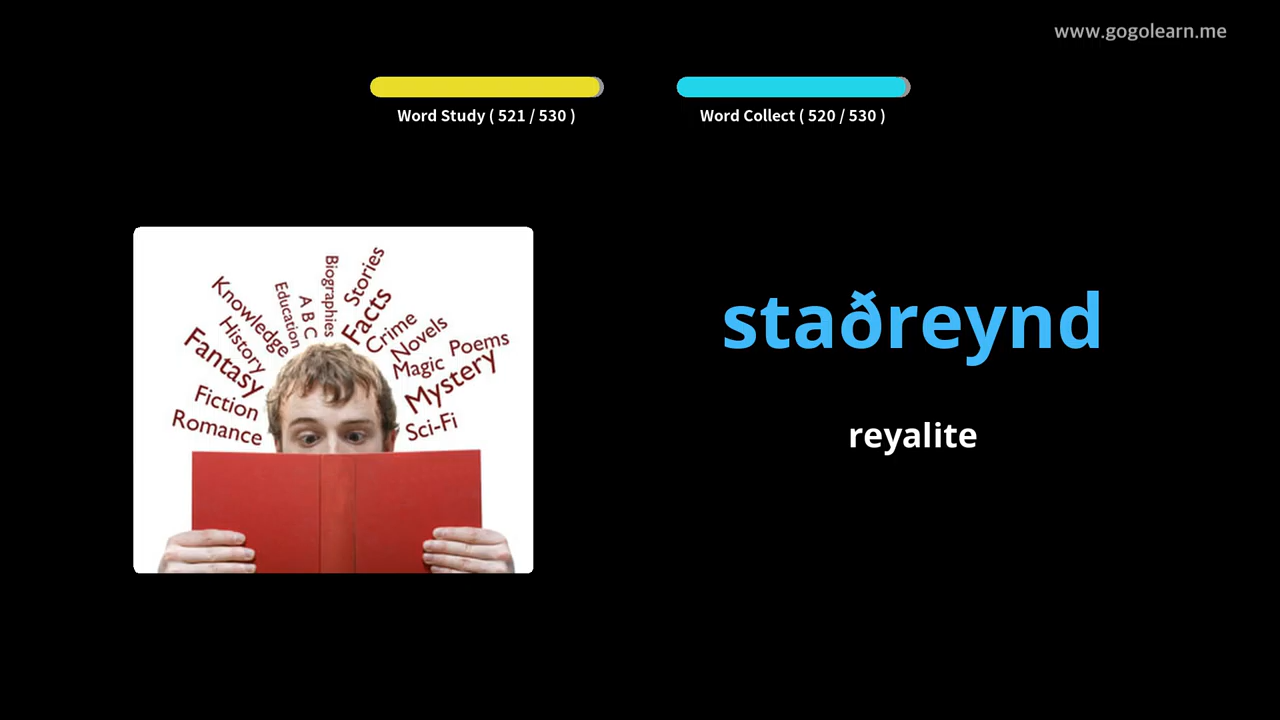 www.gogolearn.me
Word Study ( 521 / 530 )
Word Collect ( 520 / 530 )
Biographies
Stories
Knowledge
Education
A B C
Facts
History
Crime
Novels
Fantasy
Magic
Poems
Fiction
Mystery
Romance
Sci-Fi
staðreynd
reyalite